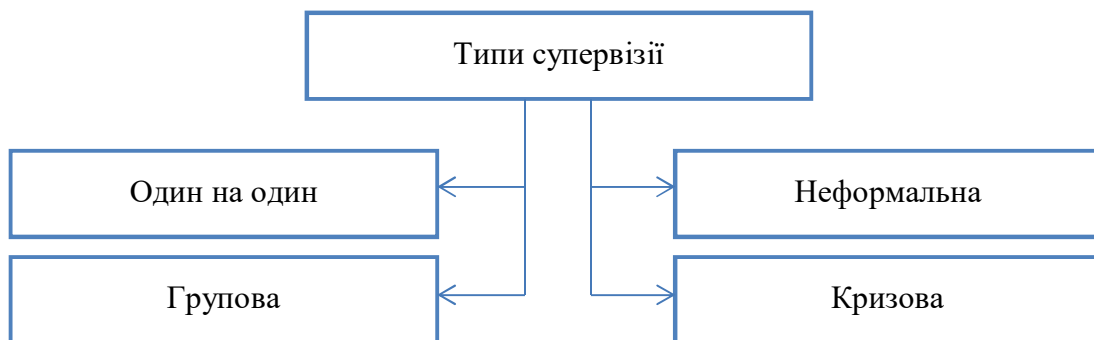 Типи супервізії
Один на один
Неформальна
Групова
Кризова